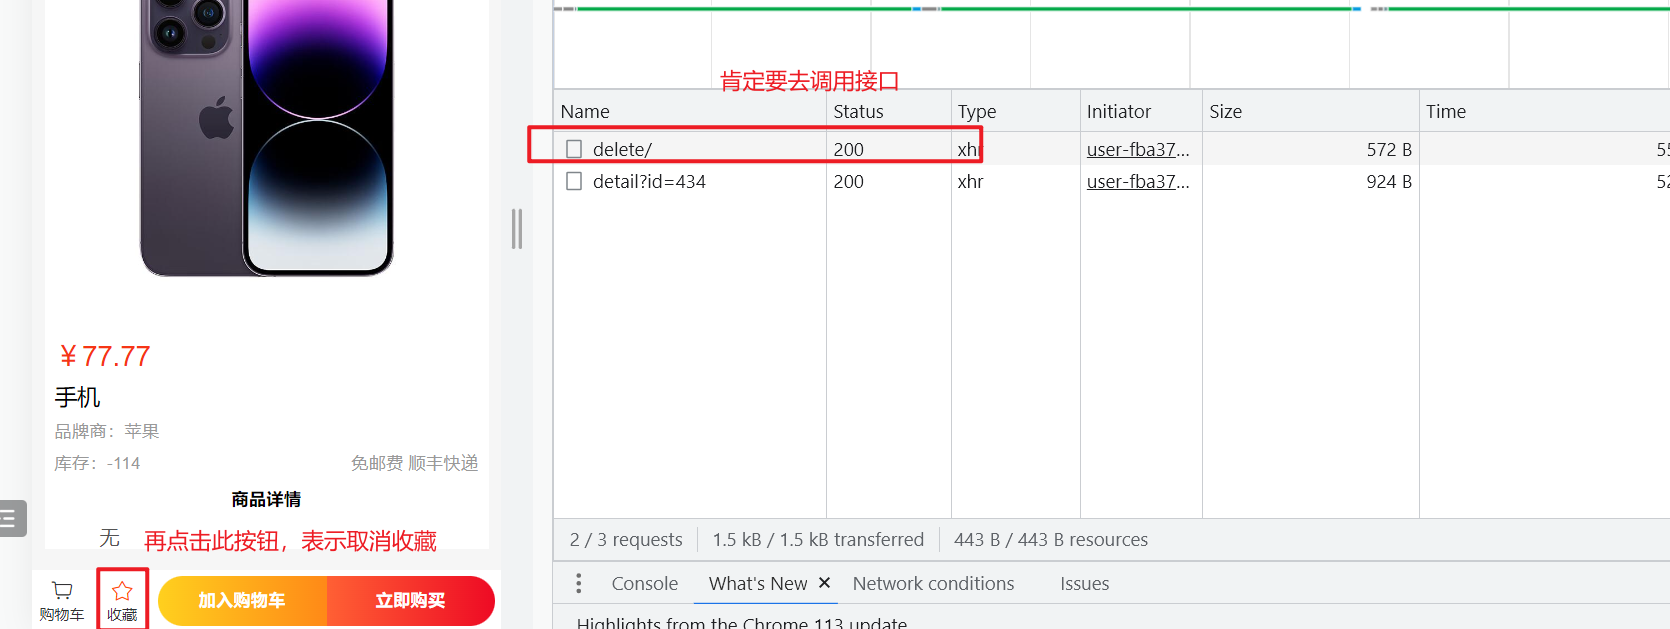 肯定要去调用接口
Name Status Type Initiator Size Time
delete/ 200 xhr user-fba37... 572 B
detail?id=434 200 xhr user-fba37... 924 B
￥77.77
手机
品牌商：苹果
库存：-114 免邮费 顺丰快递
商品详情
无
再点击此按钮，表示取消收藏
购物车
收藏
加入购物车
立即购买
2 / 3 requests 1.5 kB / 1.5 kB transferred 443 B / 443 B resources
Console What's New × Network conditions Issues
Highlights from the Chrome 113 update